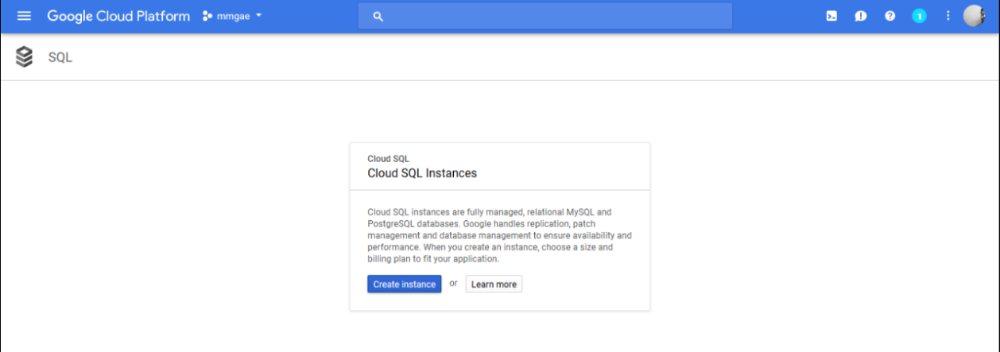 Google Cloud Platform mmgae 1
SQL
Cloud SQL
Cloud SQL Instances
Cloud SQL instances are fully managed, relational MySQL and
PostgreSQL databases. Google handles replication, patch
management and database management to ensure availability and
performance. When you create an instance, choose a size and
billing plan to fit your application.
Create instance or Learn more